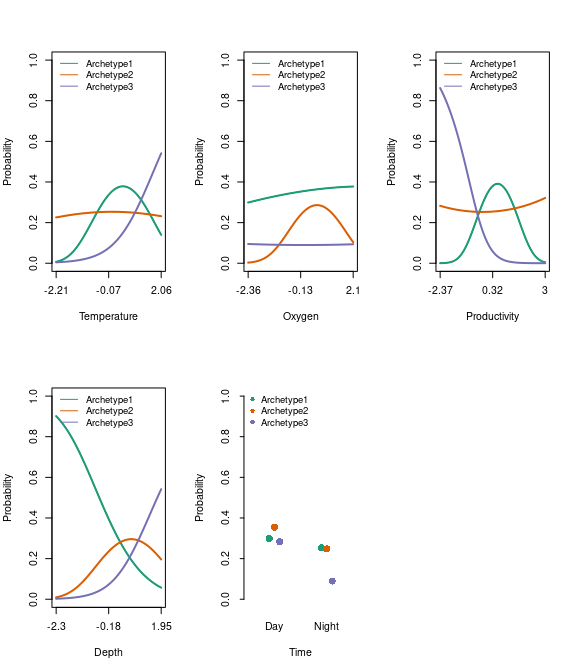 1.0
0.8
0.6
0.4
0.2
0.0
Probability
Archetype1
Archetype2
Archetype3
-2.21
-0.07
2.06
Temperature
1.0
0.8
0.6
0.4
0.2
0.0
Probability
Archetype1
Archetype2
Archetype3
-2.36
-0.13
2.1
Oxygen
1.0
0.8
0.6
0.4
0.2
0.0
Probability
Archetype1
Archetype2
Archetype3
-2.37
0.32
3
Productivity
1.0
0.8
0.6
0.4
0.2
0.0
Probability
Archetype1
Archetype2
Archetype3
-2.3
-0.18
1.95
Depth
1.0
0.8
0.6
0.4
0.2
0.0
Probability
Archetype1
Archetype2
Archetype3
Day
Night
Time